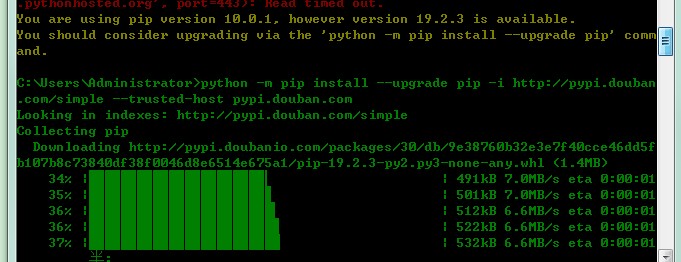 .pythonhosted.org', port=443): Read timed out.
You are using pip version 10.0.1, however version 19.2.3 is available.
You should consider upgrading via the 'python -m pip install --upgrade pip' comm
and.
C:\Users\Administrator>python -m pip install --upgrade pip -i http://pypi.douban
.com/simple --trusted-host pypi.douban.com
Looking in indexes: http://pypi.douban.com/simple
Collecting pip
Downloading http://pypi.doubanio.com/packages/30/db/9e38760b32e3e7f40cce46dd5f
b107b8c73840df38f0046d8e6514e675a1/pip-19.2.3-py2.py3-none-any.whl (1.4MB)
34% | | 491kB 7.0MB/s eta 0:00:01
35% | | 501kB 7.0MB/s eta 0:00:01
36% | | 512kB 6.6MB/s eta 0:00:01
36% | | 522kB 6.6MB/s eta 0:00:01
37% | | 532kB 6.6MB/s eta 0:00:01
半: